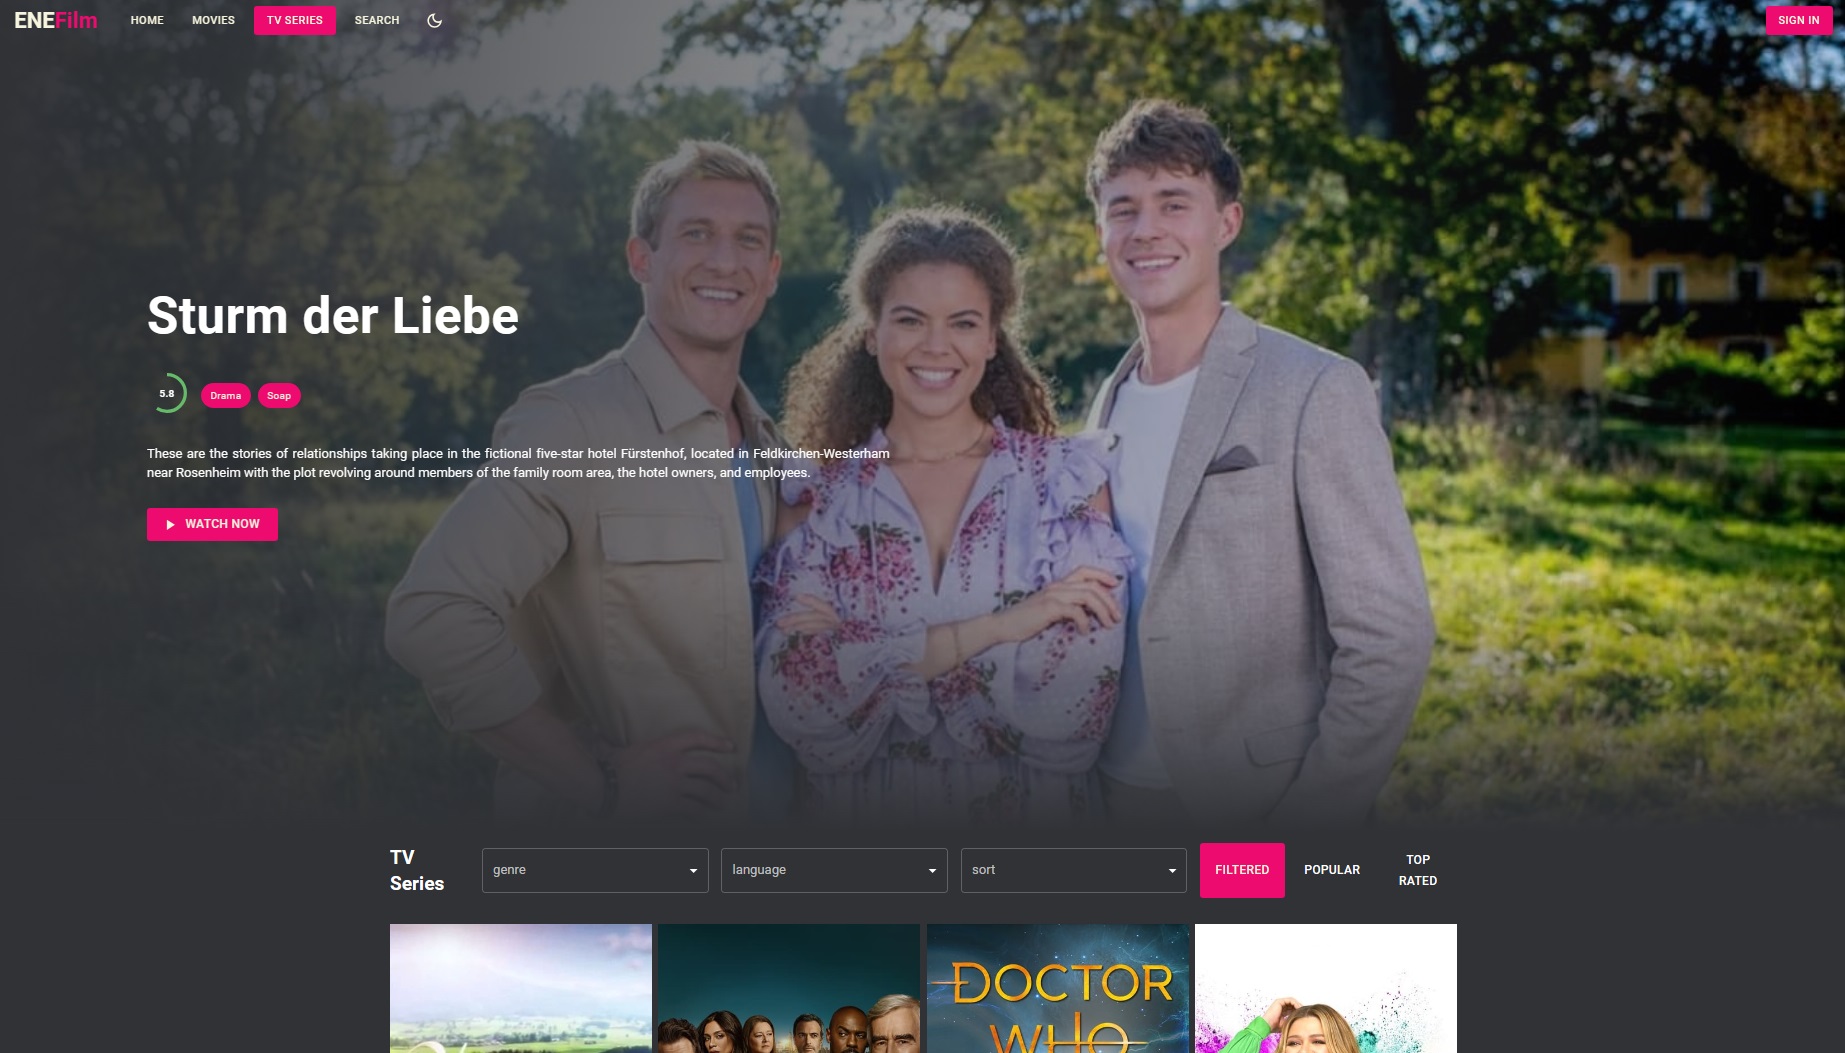 ENEFilm
HOME
MOVIES
TV SERIES
SEARCH
SIGN IN
Sturm der Liebe
5.8
Drama
Soap
These are the stories of relationships taking place in the fictional five-star hotel Fürstenhof, located in Feldkirchen-Westerham
near Rosenheim with the plot revolving around members of the family room area, the hotel owners, and employees.
WATCH NOW
TV
Series
genre
language
sort
FILTERED
POPULAR
TOP
RATED
DOCTOR
WHO